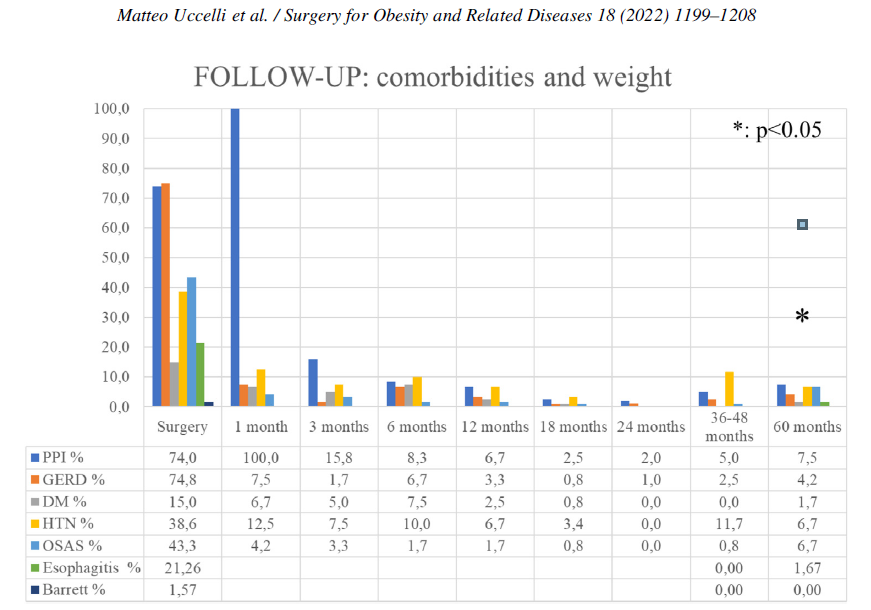 Matteo Uccelli et al. / Surgery for Obesity and Related Diseases 18 (2022) 1199–1208
FOLLOW-UP: comorbidities and weight
*: p<0.05
100,0
90,0
80,0
70,0
60,0
50,0
40,0
30,0
*
20,0
10,0
0,0
Surgery 1 month 3 months 6 months 12 months 18 months 24 months 36-48 months 60 months
PPI % 74,0 100,0 15,8 8,3 6,7 2,5 2,0 5,0 7,5
GERD % 74,8 7,5 1,7 6,7 3,3 0,8 1,0 2,5 4,2
DM % 15,0 6,7 5,0 7,5 2,5 0,8 0,0 0,0 1,7
HTN % 38,6 12,5 7,5 10,0 6,7 3,4 0,0 11,7 6,7
OSAS % 43,3 4,2 3,3 1,7 1,7 0,8 0,0 0,8 6,7
Esophagitis % 21,26 0,00 1,67
Barrett % 1,57 0,00 0,00